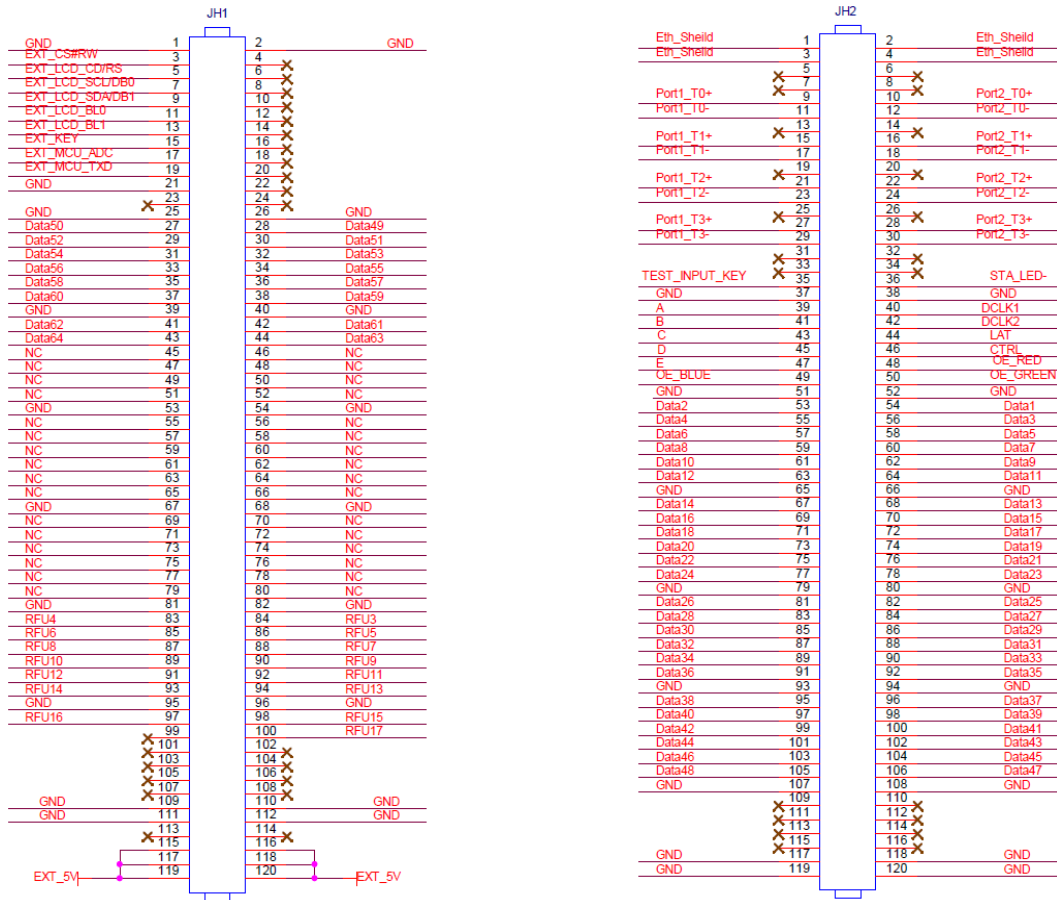 JH1
GND 1 2 GND
EXT_CS#RW 3 4
EXT_LCD_CD/RS 5 6
EXT_LCD_SCL/DB0 7 8
EXT_LCD_SDA/DB1 9 10
EXT_LCD_BL0 11 12
EXT_LCD_BL1 13 14
EXT_KEY 15 16
EXT_MCU_ADC 17 18
EXT_MCU_TXD 19 20
GND 21 22
23 24
GND 25 26 GND
Data50 27 28 Data49
Data52 29 30 Data51
Data54 31 32 Data53
Data56 33 34 Data55
Data58 35 36 Data57
Data60 37 38 Data59
GND 39 40 GND
Data62 41 42 Data61
Data64 43 44 Data63
NC 45 46 NC
NC 47 48 NC
NC 49 50 NC
NC 51 52 NC
GND 53 54 GND
NC 55 56 NC
NC 57 58 NC
NC 59 60 NC
NC 61 62 NC
NC 63 64 NC
NC 65 66 NC
GND 67 68 GND
NC 69 70 NC
NC 71 72 NC
NC 73 74 NC
NC 75 76 NC
NC 77 78 NC
NC 79 80 NC
GND 81 82 GND
RFU4 83 84 RFU3
RFU6 85 86 RFU5
RFU8 87 88 RFU7
RFU10 89 90 RFU9
RFU12 91 92 RFU11
RFU14 93 94 RFU13
GND 95 96 GND
RFU16 97 98 RFU15
99 100 RFU17
101 102
103 104
105 106
107 108
GND 109 110 GND
GND 111 112 GND
113 114
115 116
117 118
EXT_5V 119 120 EXT_5V
JH2
Eth_Sheild 1 2 Eth_Sheild
Eth_Sheild 3 4 Eth_Sheild
5 6
7 8
Port1_T0+ 9 10 Port2_T0+
Port1_T0- 11 12 Port2_T0-
13 14
Port1_T1+ 15 16 Port2_T1+
Port1_T1- 17 18 Port2_T1-
19 20
Port1_T2+ 21 22 Port2_T2+
Port1_T2- 23 24 Port2_T2-
25 26
Port1_T3+ 27 28 Port2_T3+
Port1_T3- 29 30 Port2_T3-
31 32
33 34
TEST_INPUT_KEY 35 36 STA_LED-
GND 37 38 GND
A 39 40 DCLK1
B 41 42 DCLK2
C 43 44 LAT
D 45 46 CTRL
E 47 48 OE_RED
OE_BLUE 49 50 OE_GREEN
GND 51 52 GND
Data2 53 54 Data1
Data4 55 56 Data3
Data6 57 58 Data5
Data8 59 60 Data7
Data10 61 62 Data9
Data12 63 64 Data11
GND 65 66 GND
Data14 67 68 Data13
Data16 69 70 Data15
Data18 71 72 Data17
Data20 73 74 Data19
Data22 75 76 Data21
Data24 77 78 Data23
GND 79 80 GND
Data26 81 82 Data25
Data28 83 84 Data27
Data30 85 86 Data29
Data32 87 88 Data31
Data34 89 90 Data33
Data36 91 92 Data35
GND 93 94 GND
Data38 95 96 Data37
Data40 97 98 Data39
Data42 99 100 Data41
Data44 101 102 Data43
Data46 103 104 Data45
Data48 105 106 Data47
GND 107 108 GND
109 110
111 112
113 114
115 116
GND 117 118 GND
GND 119 120 GND